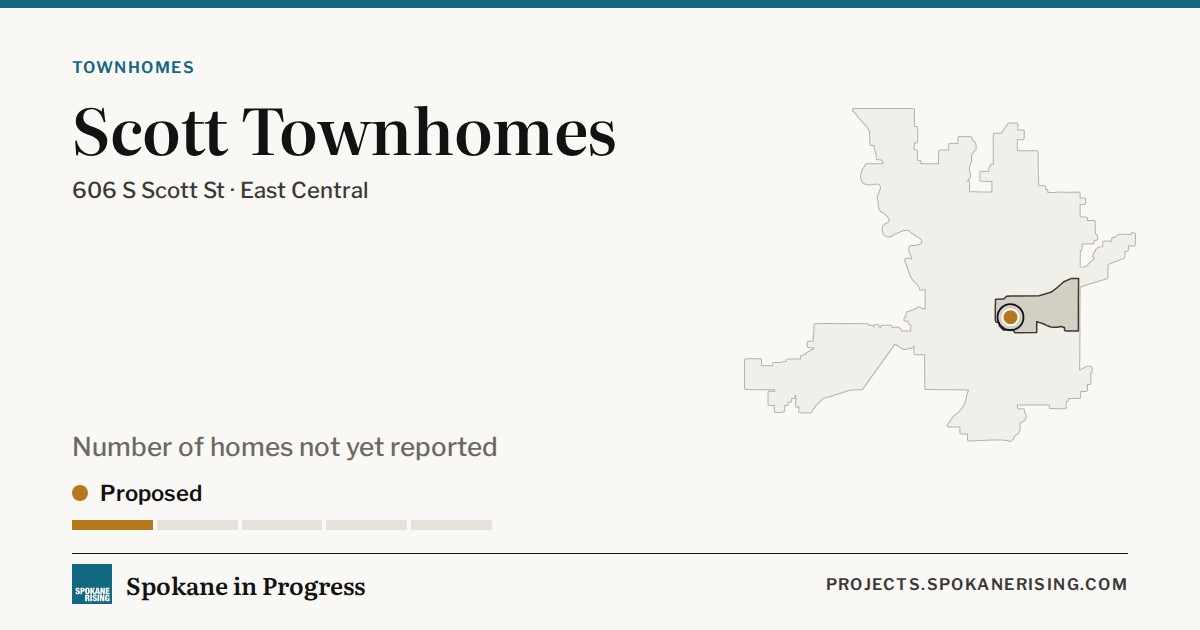 TOWNHOMES
Scott Townhomes
606 S Scott St · East Central
Number of homes not yet reported
Proposed
SPOKANE
RISING
Spokane in Progress
PROJECTS.SPOKANERISING.COM